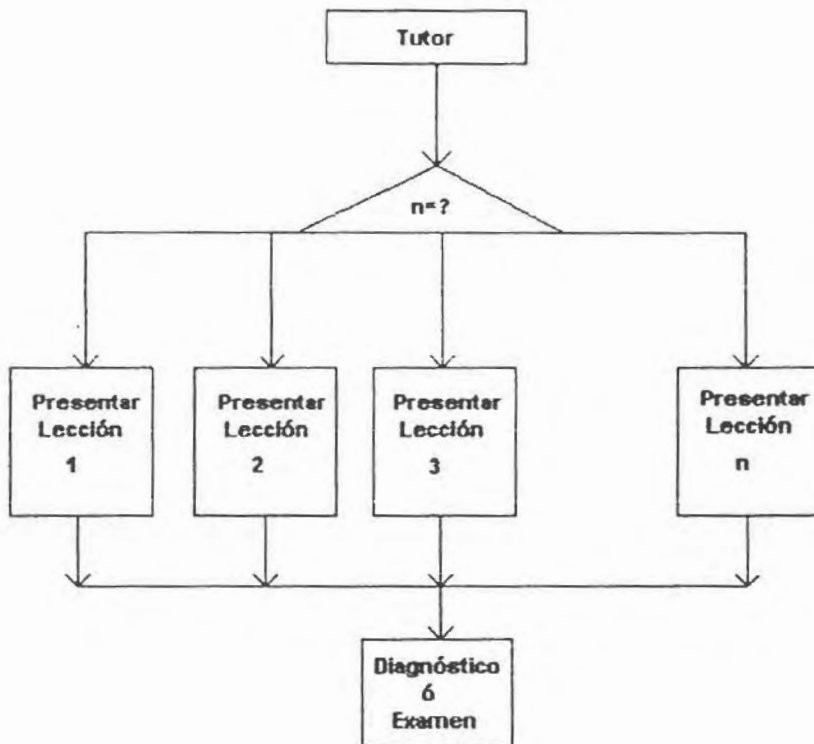 Tutor
n=?
Presentar
Lección
1
Presentar
Lección
2
Presentar
Lección
3
Presentar
Lección
n
Diagnóstico
ó
Examen